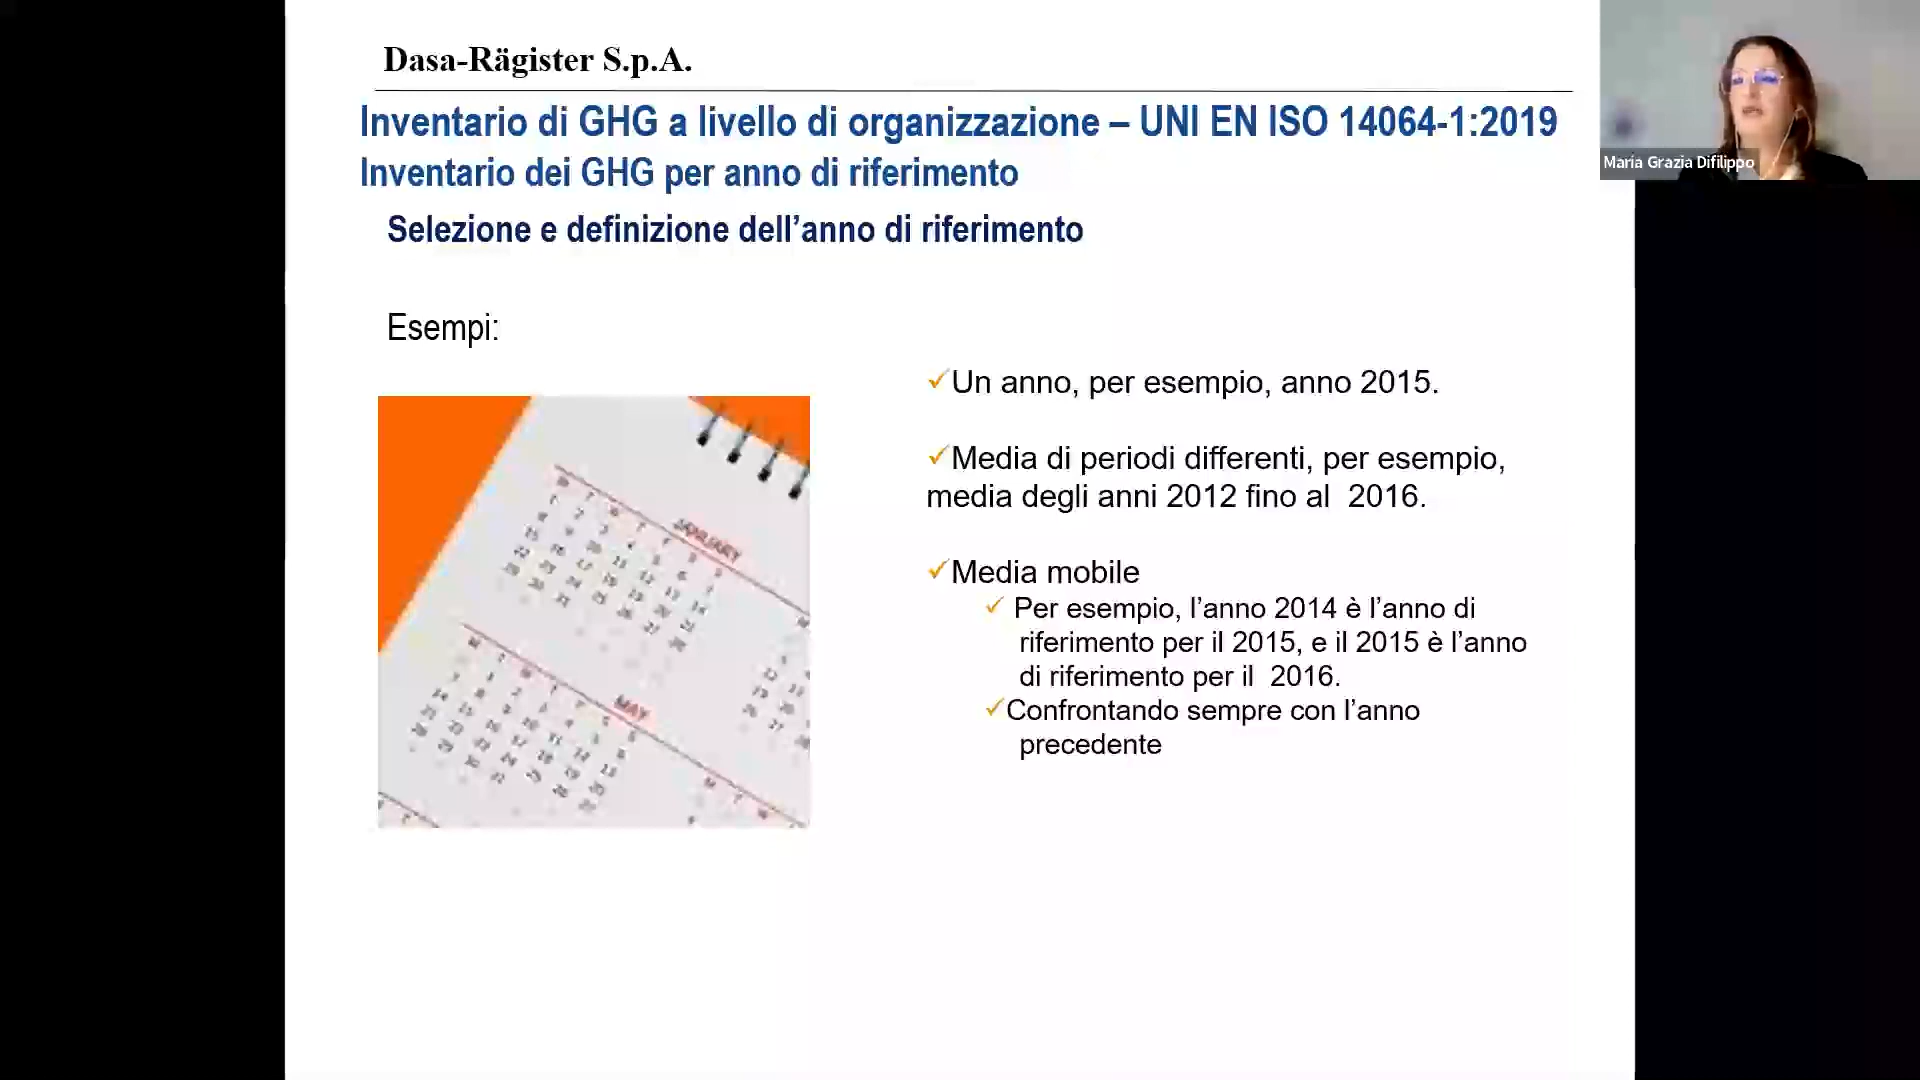 Dasa-Rägister S.p.A.
Inventario di GHG a livello di organizzazione – UNI EN ISO 14064-1:2019
Inventario dei GHG per anno di riferimento
Selezione e definizione dell’anno di riferimento
Esempi:
✓Un anno, per esempio, anno 2015.
✓Media di periodi differenti, per esempio,
media degli anni 2012 fino al 2016.
✓Media mobile
✓ Per esempio, l’anno 2014 è l’anno di
riferimento per il 2015, e il 2015 è l’anno
di riferimento per il 2016.
✓Confrontando sempre con l’anno
precedente
JANUARY
MAY
Maria Grazia Difilippo